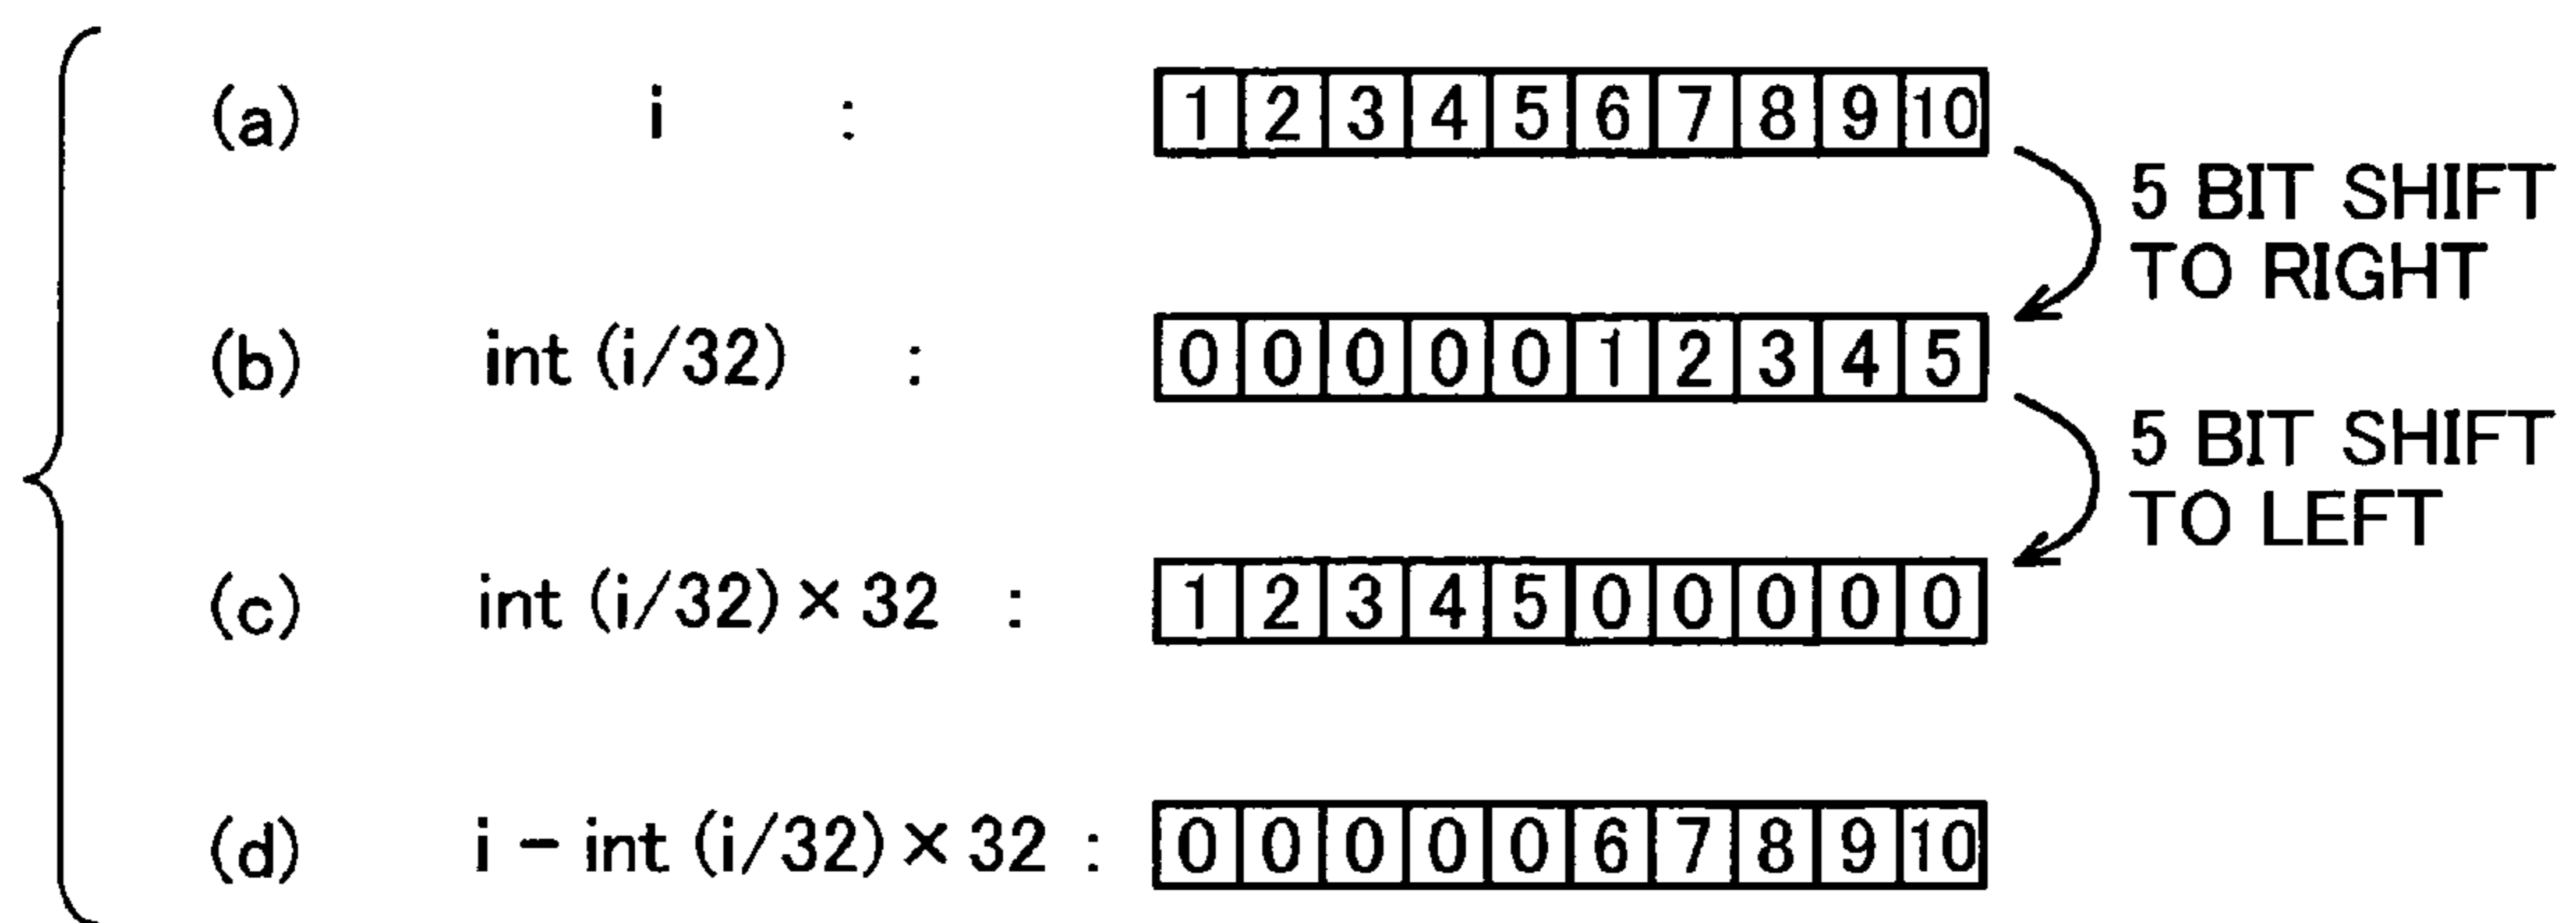 (a) i : 1 2 3 4 5 6 7 8 9 10
5 BIT SHIFT
TO RIGHT
(b) int (i/32) : 0 0 0 0 0 1 2 3 4 5
5 BIT SHIFT
TO LEFT
(c) int (i/32) × 32 : 1 2 3 4 5 0 0 0 0 0
(d) i − int (i/32) × 32 : 0 0 0 0 0 6 7 8 9 10